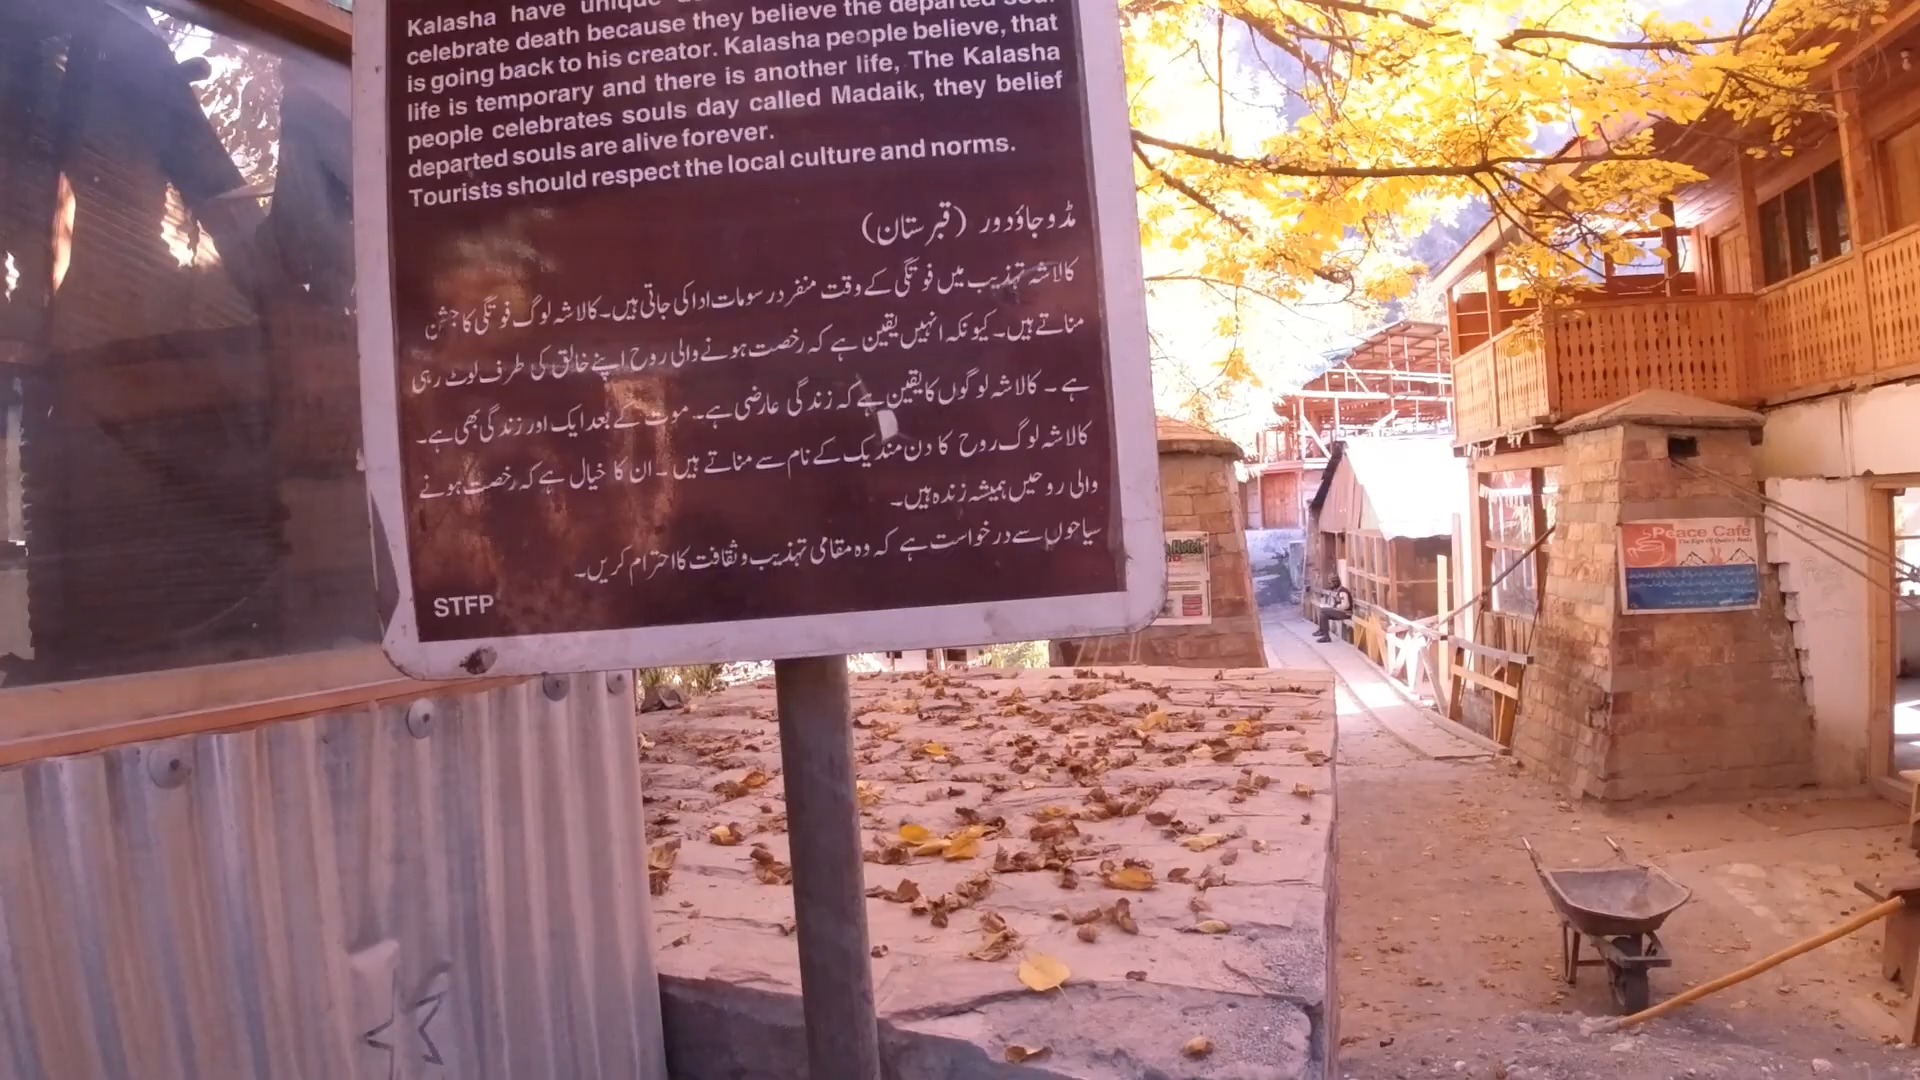 Kalasha have unique
celebrate death because they believe the departed soul
is going back to his creator. Kalasha people believe, that
life is temporary and there is another life, The Kalasha
people celebrates souls day called Madaik, they belief
departed souls are alive forever.
Tourists should respect the local culture and norms.
مڈوجاؤدور (قبرستان)
کالاشہ تہذیب میں فوتگی کے وقت منفرد رسومات ادا کی جاتی ہیں۔ کالاشہ لوگ فوتگی کا جشن
مناتے ہیں۔ کیونکہ انہیں یقین ہے کہ رخصت ہونے والی روح اپنے خالق کی طرف لوٹ رہی
ہے ۔ کالاشہ لوگوں کا یقین ہے کہ زندگی عارضی ہے۔ موت کے بعد ایک اور زندگی بھی ہے۔
کالاشہ لوگ روح کا دن منڈیک کے نام سے مناتے ہیں ۔ ان کا خیال ہے کہ رخصت ہونے
والی روحیں ہمیشہ زندہ ہیں۔
سیاحوں سے درخواست ہے کہ وہ مقامی تہذیب و ثقافت کا احترام کریں۔
STFP
Hotel
Peace Cafe